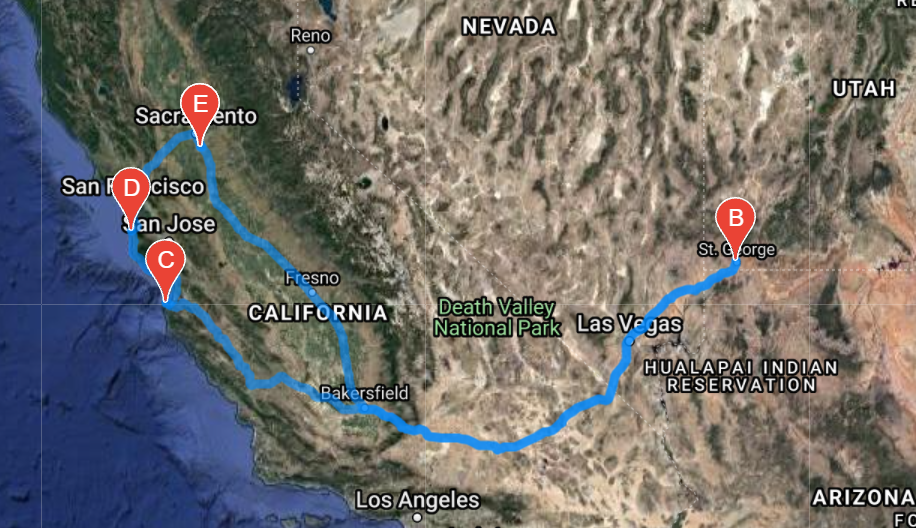 NEVADA
Reno
UTAH
E
Sacramento
D
San Francisco
San Jose
B
St. George
C
Fresno
CALIFORNIA
Death Valley
National Park
Las Vegas
HUALAPAI INDIAN
RESERVATION
Bakersfield
Los Angeles
ARIZONA